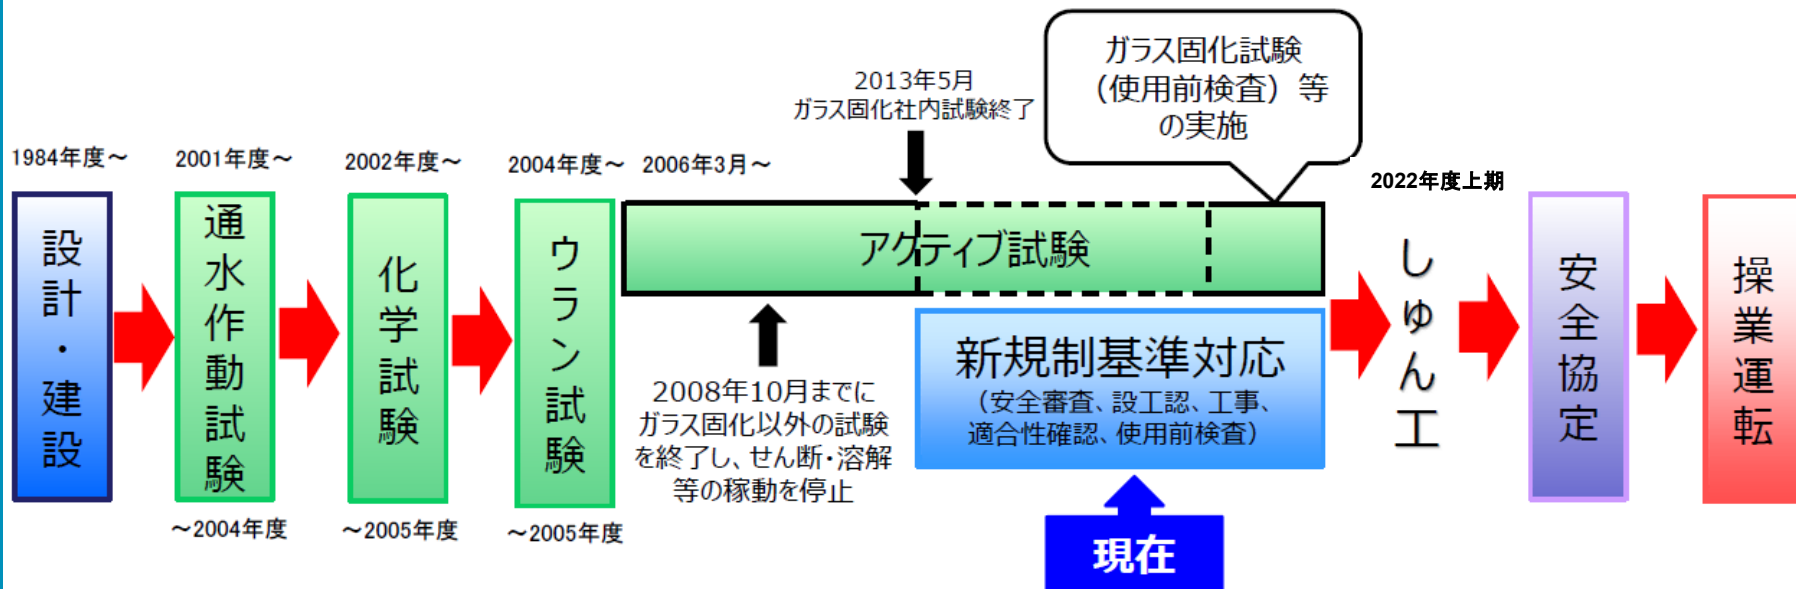 1984年度～
設計・建設
2001年度～
通水作動試験
～2004年度
2002年度～
化学試験
～2005年度
2004年度～
ウラン試験
～2005年度
2006年3月～
2013年5月
ガラス固化社内試験終了
ガラス固化試験
（使用前検査）等
の実施
アクティブ試験
2008年10月までに
ガラス固化以外の試験
を終了し、せん断・溶解
等の稼動を停止
新規制基準対応
（安全審査、設工認、工事、
適合性確認、使用前検査）
現在
2022年度上期
しゅん工
安全協定
操業運転